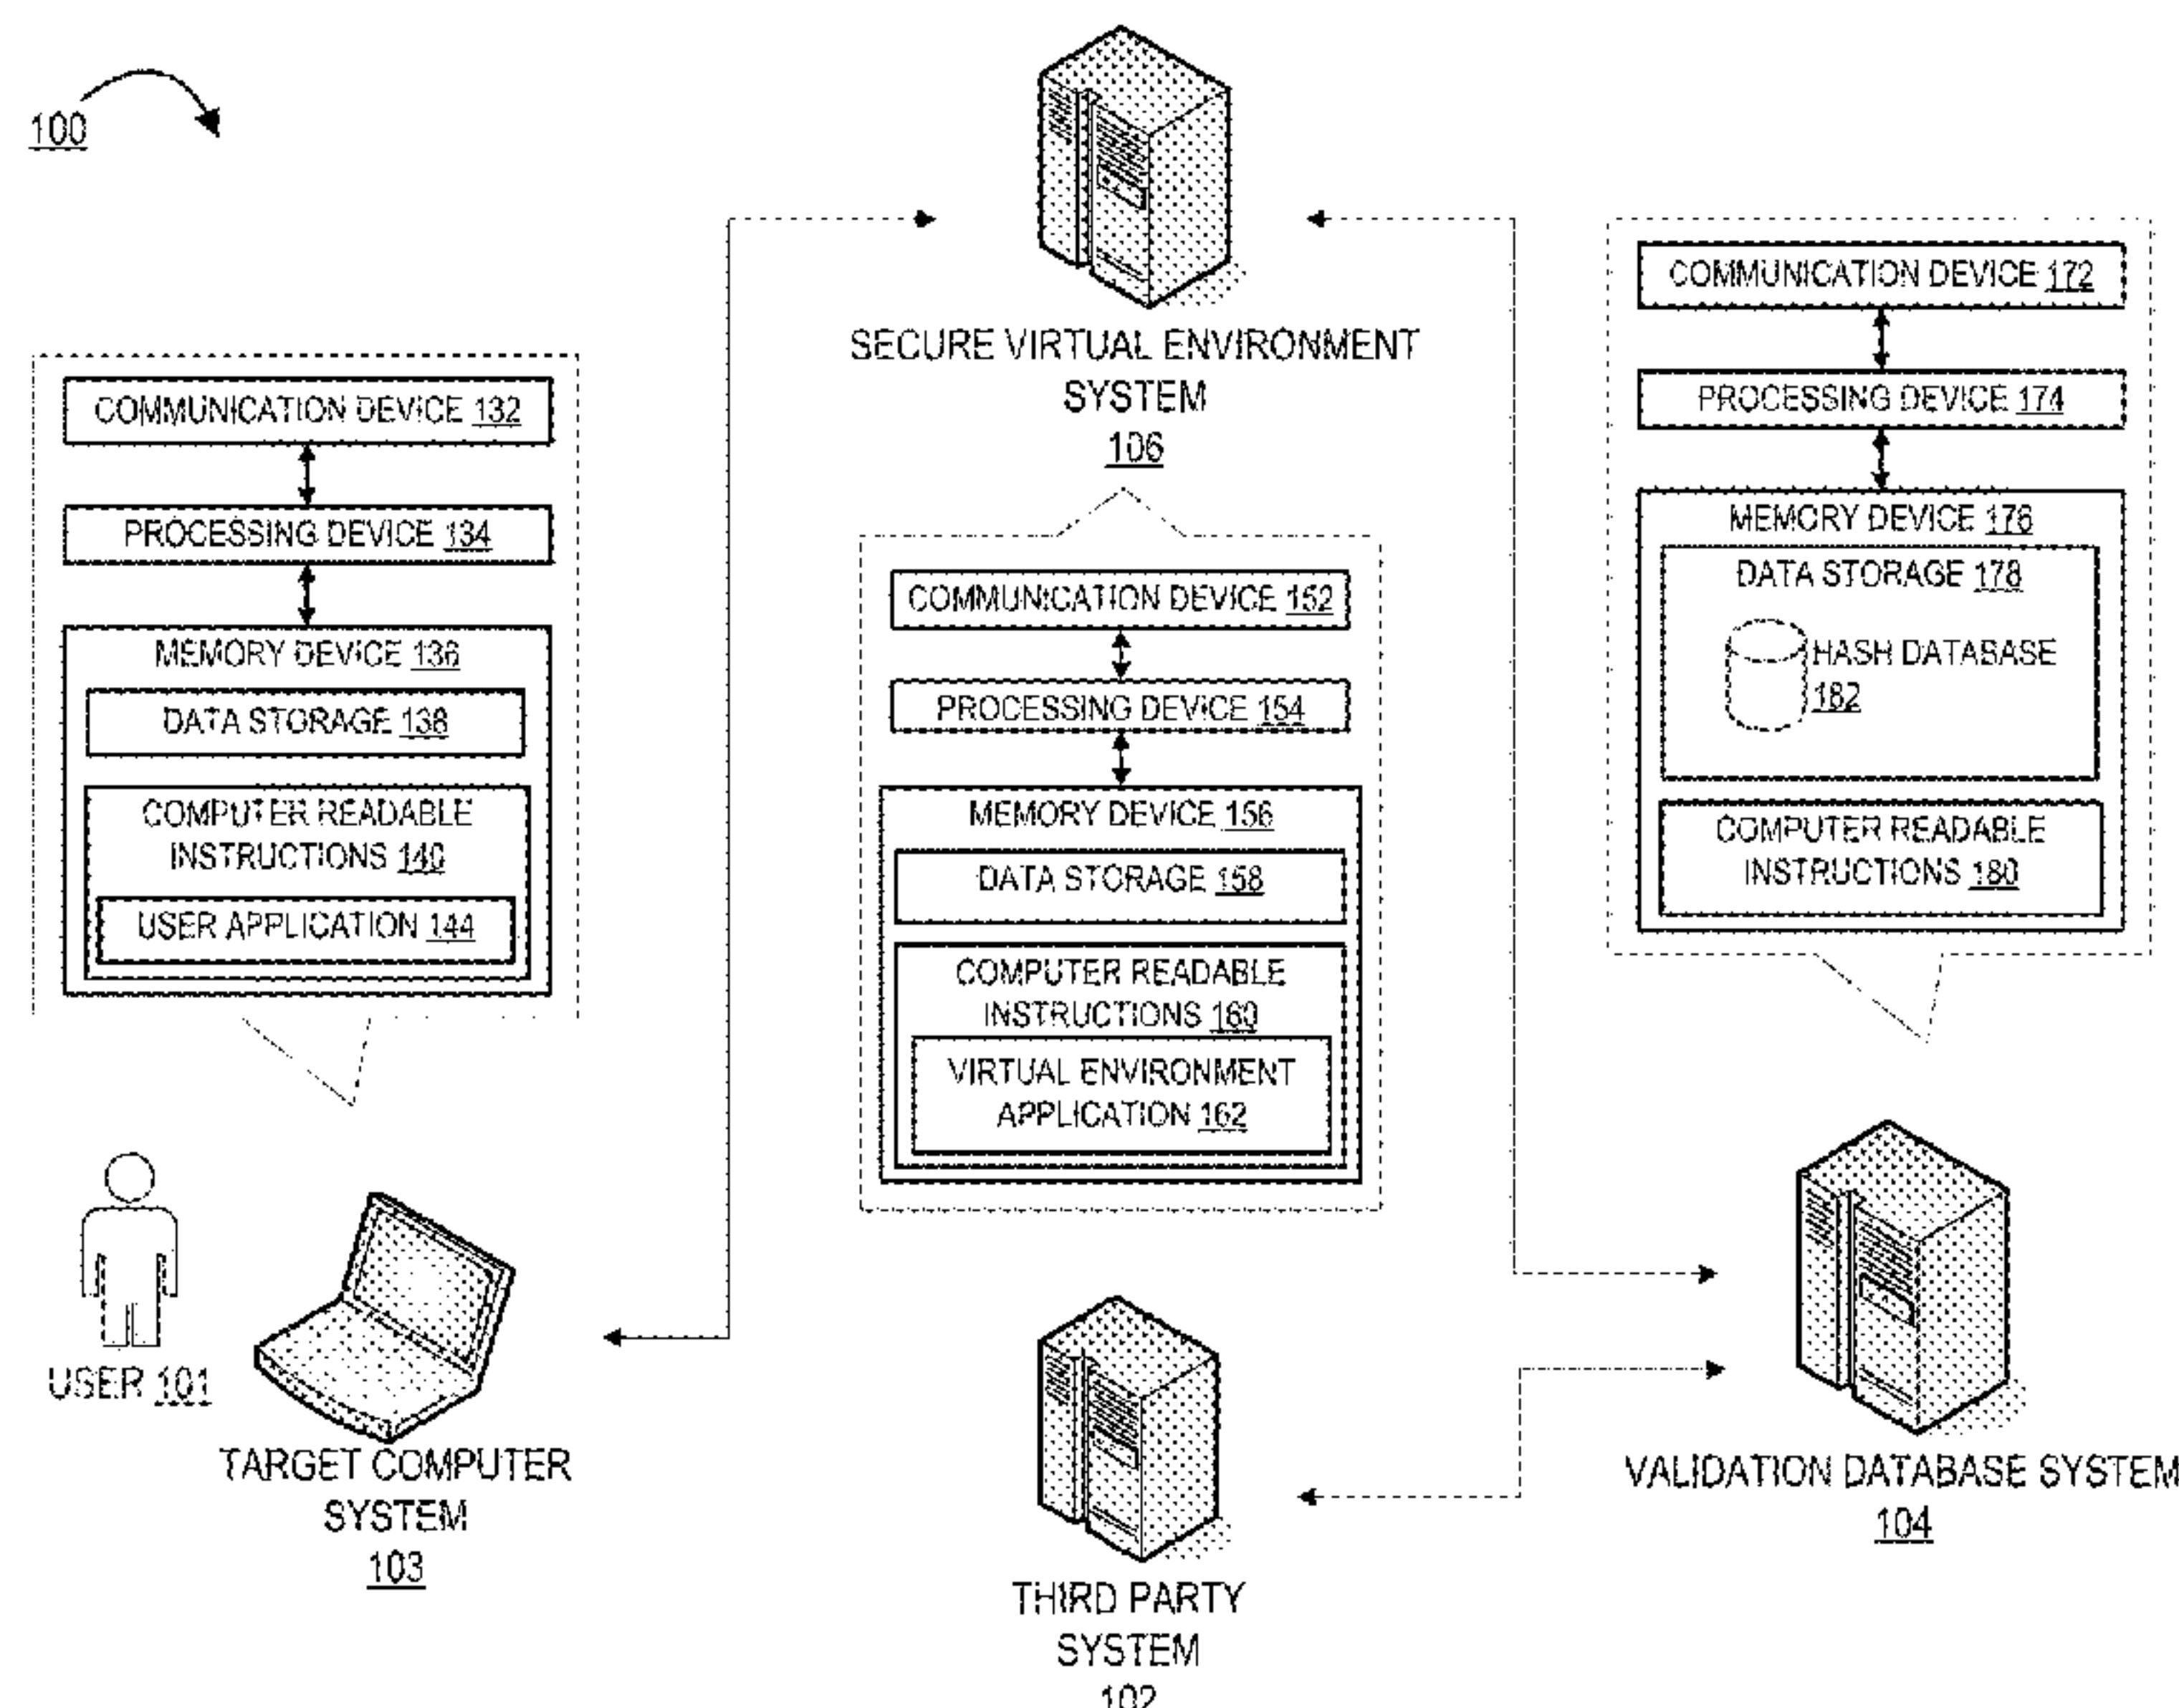 100
SECURE VIRTUAL ENVIRONMENT
SYSTEM
106
COMMUNICATION DEVICE 132
PROCESSING DEVICE 134
MEMORY DEVICE 136
DATA STORAGE 138
COMPUTER READABLE
INSTRUCTIONS 140
USER APPLICATION 144
COMMUNICATION DEVICE 152
PROCESSING DEVICE 154
MEMORY DEVICE 156
DATA STORAGE 158
COMPUTER READABLE
INSTRUCTIONS 160
VIRTUAL ENVIRONMENT
APPLICATION 162
COMMUNICATION DEVICE 172
PROCESSING DEVICE 174
MEMORY DEVICE 176
DATA STORAGE 178
HASH DATABASE
182
COMPUTER READABLE
INSTRUCTIONS 180
USER 101
TARGET COMPUTER
SYSTEM
103
THIRD PARTY
SYSTEM
102
VALIDATION DATABASE SYSTEM
104